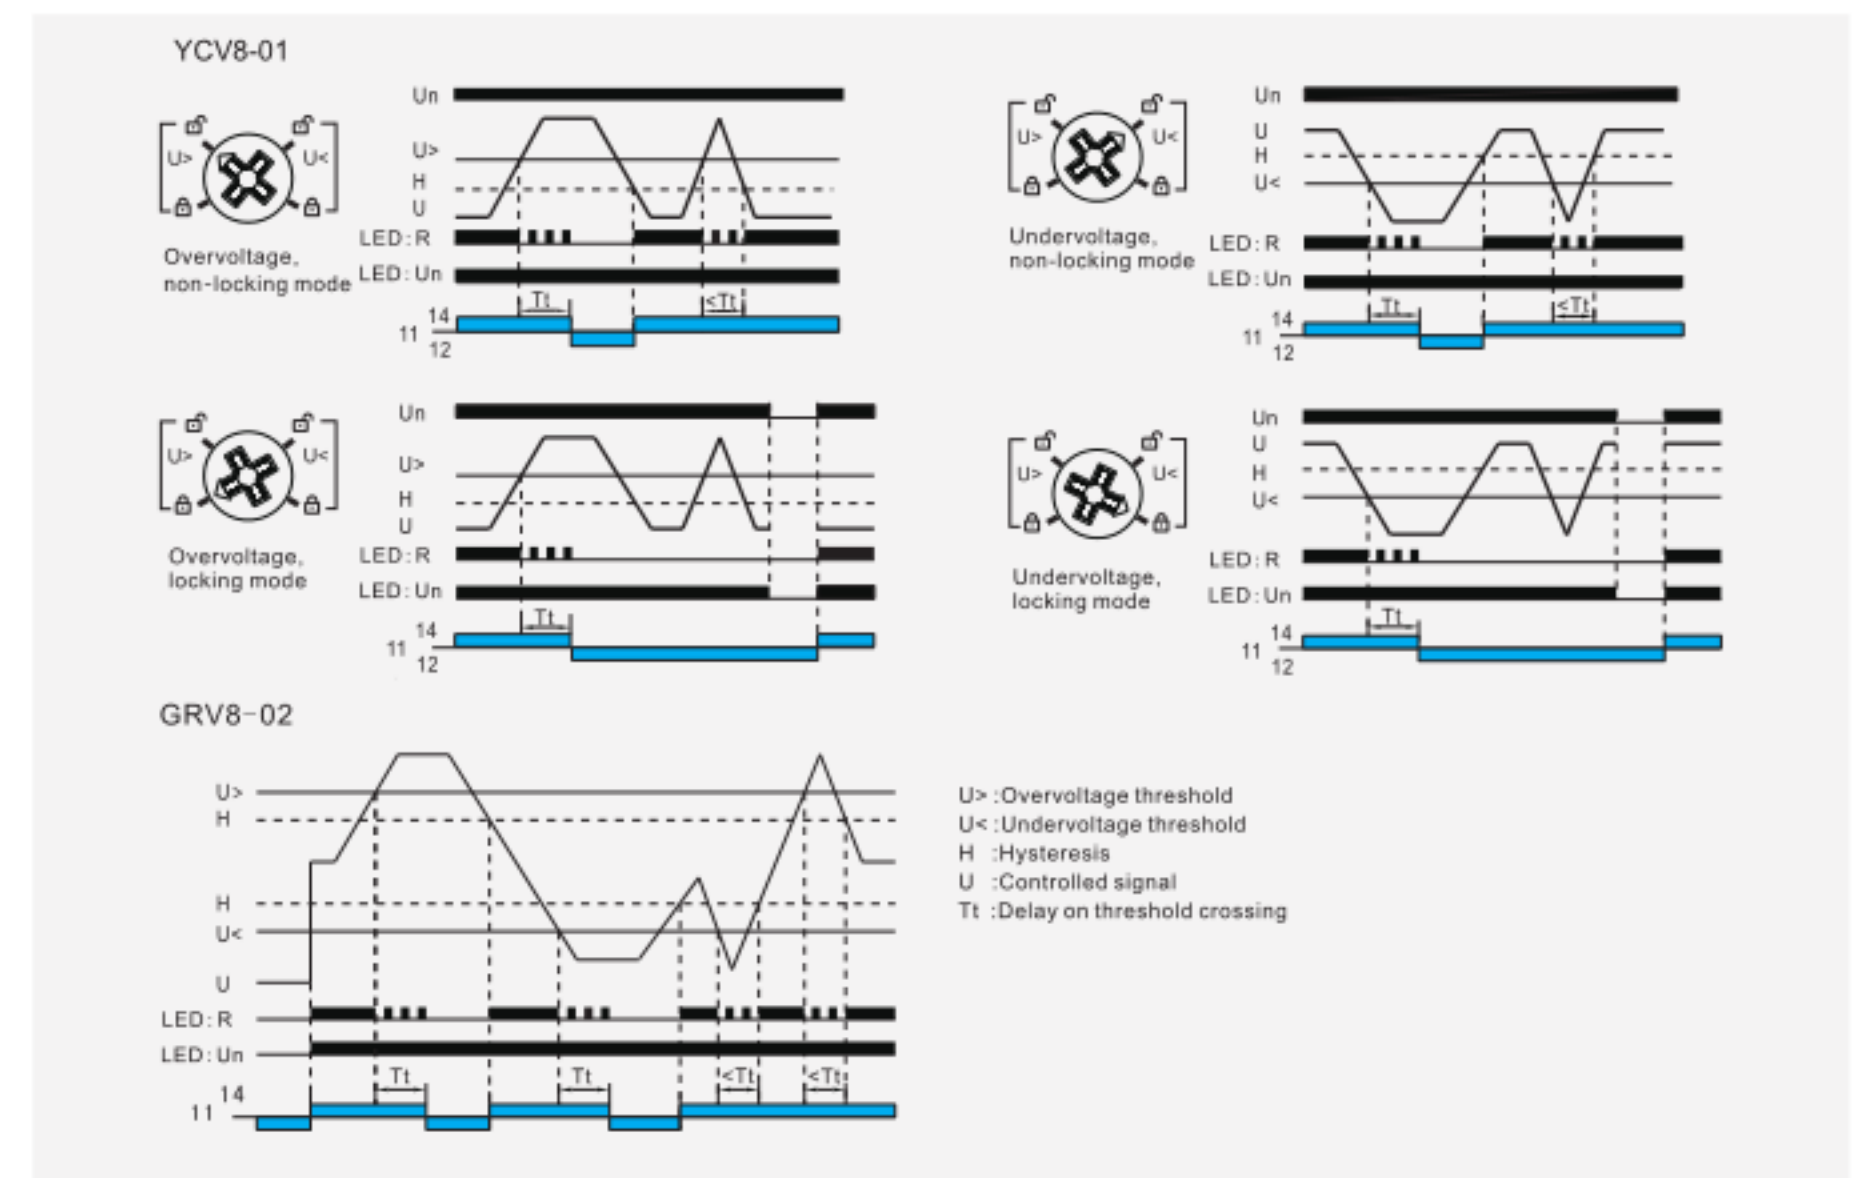 YCV8-01
Un
U>
H
U
LED:R
LED:Un
Tt
<Tt
14
11
12
U>
U<
Overvoltage,
non-locking mode
Un
U
H
U<
LED:R
LED:Un
Tt
<Tt
14
11
12
U>
U<
Undervoltage,
non-locking mode
Un
U>
H
U
LED:R
LED:Un
Tt
14
11
12
U>
U<
Overvoltage,
locking mode
Un
U
H
U<
LED:R
LED:Un
Tt
14
11
12
U>
U<
Undervoltage,
locking mode
GRV8-02
U>
H
H
U<
U
LED:R
LED:Un
Tt
Tt
<Tt
<Tt
14
11
U> :Overvoltage threshold
U< :Undervoltage threshold
H :Hysteresis
U :Controlled signal
Tt :Delay on threshold crossing